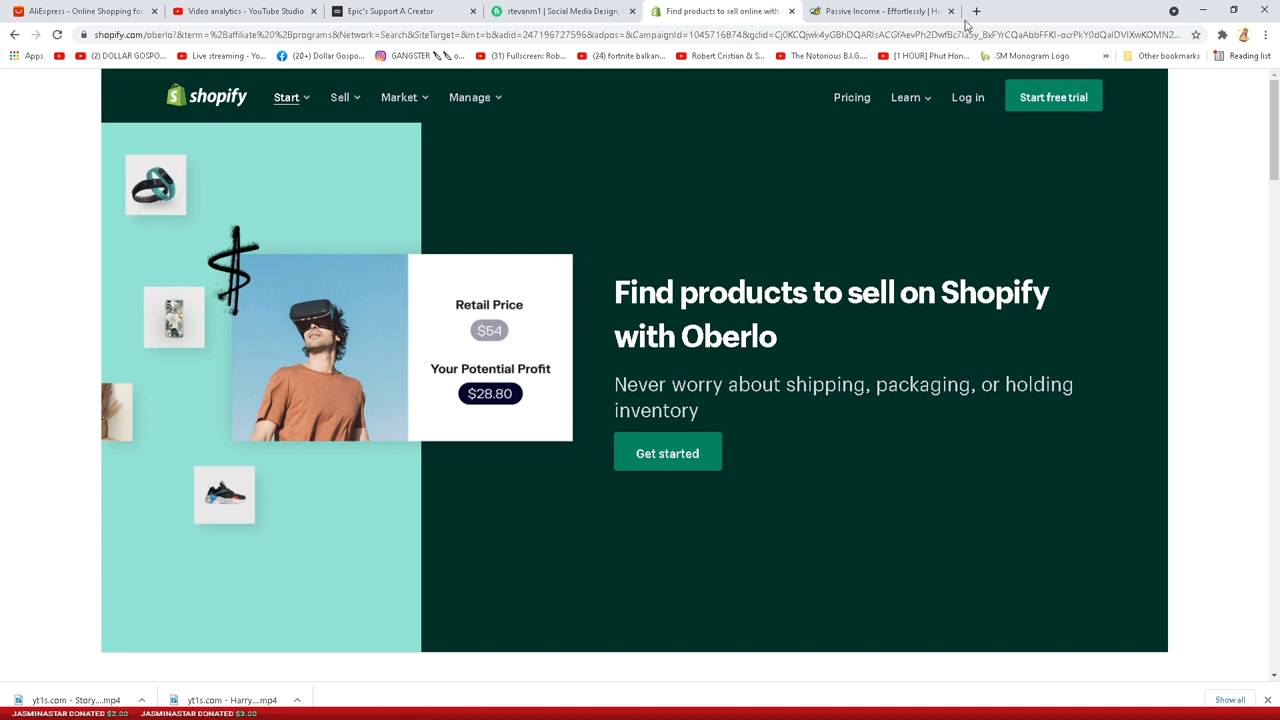 AliExpress - Online Shopping for
Video analytics - YouTube Studio
Epic's Support A Creator
stevanm1 | Social Media Design,
Find products to sell online with
Passive Income - Effortlessly | Ho
shopify.com/oberlo?
Apps
(2) DOLLAR GOSPO...
Live streaming - Yo...
(20+) Dollar Gospo...
GANGSTER
(31) Fullscreen: Rob...
(24) fortnite balkan...
Robert Cristian & S...
The Notorious B.I.G....
[1 HOUR] Phut Hon...
SM Monogram Logo
»
Other bookmarks
Reading list
shopify
Start
Sell
Market
Manage
Pricing
Learn
Log in
Start free trial
$
Retail Price
$54
Your Potential Profit
$28.80
Find products to sell on Shopify
with Oberlo
Never worry about shipping, packaging, or holding
inventory
Get started
yt1s.com - Story....mp4
yt1s.com - Harry....mp4
Show all
JASMINASTAR DONATED $2.00
JASMINASTAR DONATED $3.00